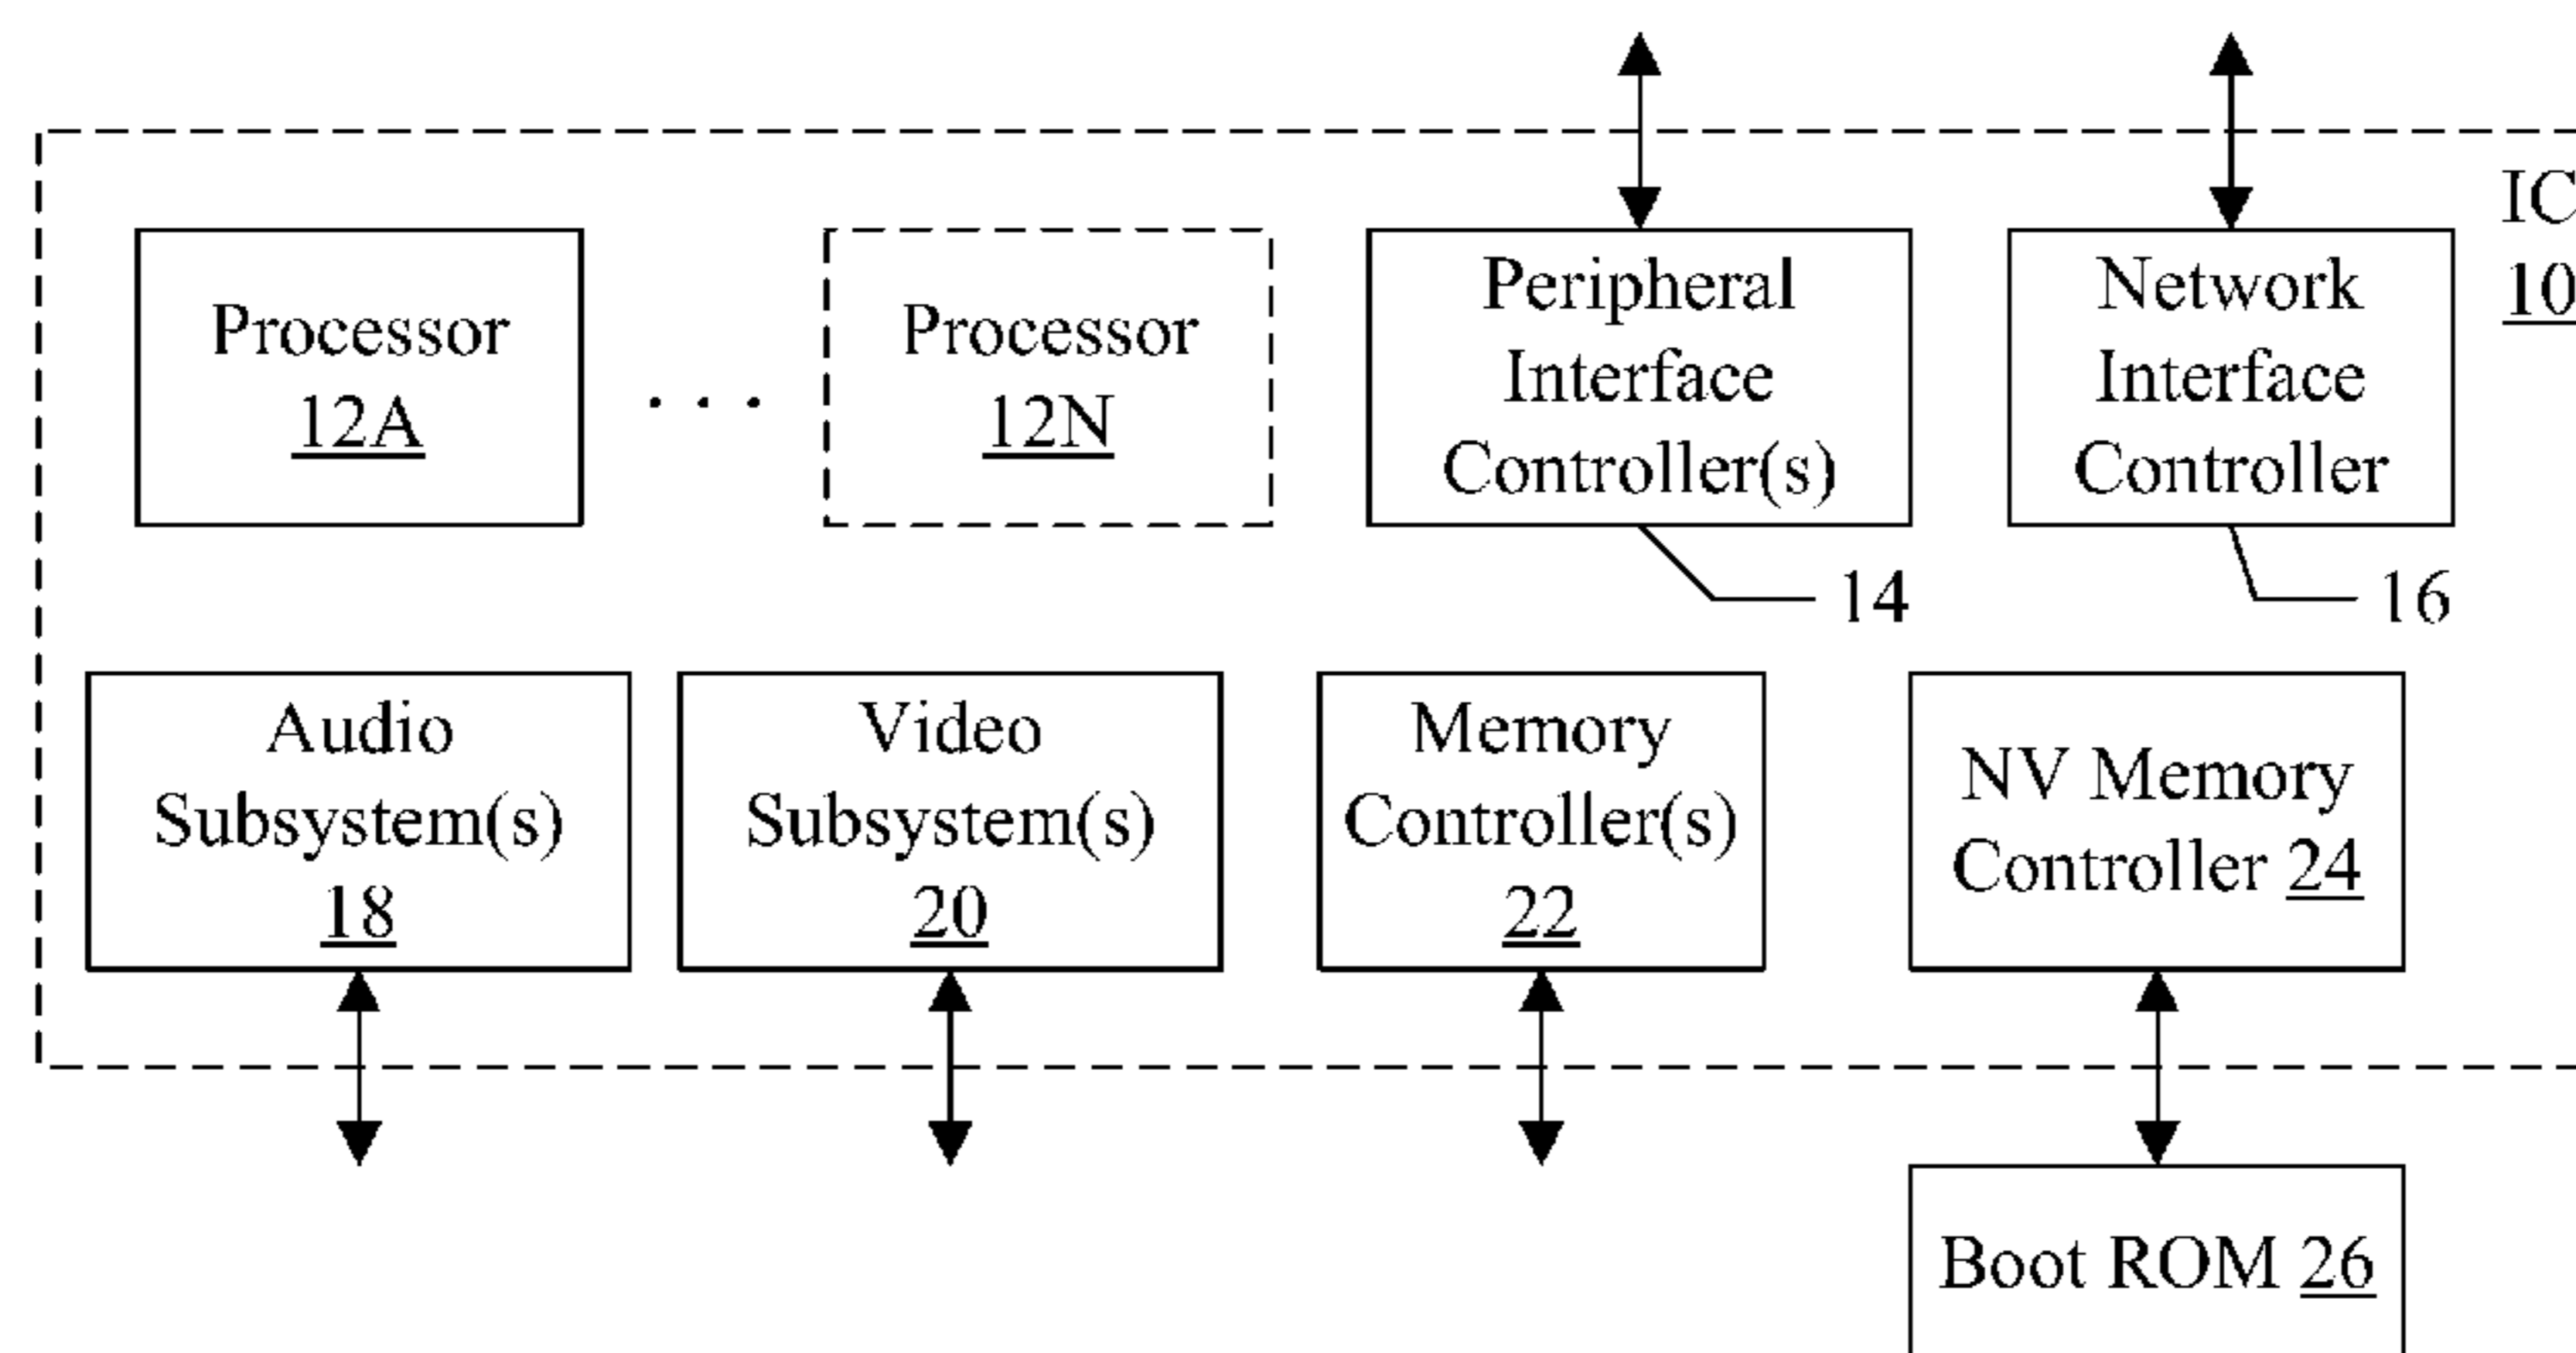 IC
10
Processor
12A
. . .
Processor
12N
Peripheral
Interface
Controller(s)
14
Network
Interface
Controller
16
Audio
Subsystem(s)
18
Video
Subsystem(s)
20
Memory
Controller(s)
22
NV Memory
Controller 24
Boot ROM 26